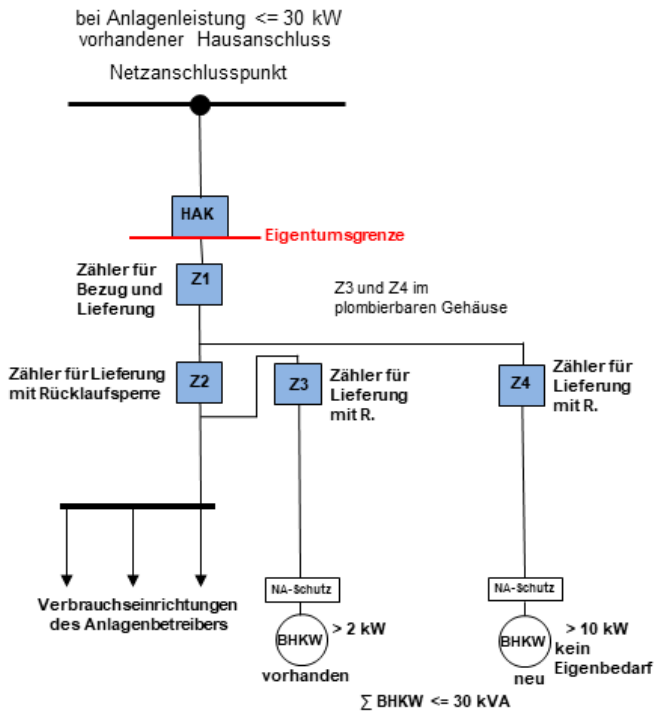 bei Anlagenleistung <= 30 kW
vorhandener Hausanschluss
Netzanschlusspunkt
HAK
Eigentumsgrenze
Zähler für
Bezug und
Lieferung
Z1
Z3 und Z4 im
plombierbaren Gehäuse
Zähler für Lieferung
mit Rücklaufsperre
Z2
Z3
Zähler für
Lieferung
mit R.
Z4
Zähler für
Lieferung
mit R.
NA-Schutz
NA-Schutz
Verbrauchseinrichtungen
des Anlagenbetreibers
BHKW
> 2 kW
vorhanden
BHKW
> 10 kW
kein
Eigenbedarf
neu
∑ BHKW <= 30 kVA